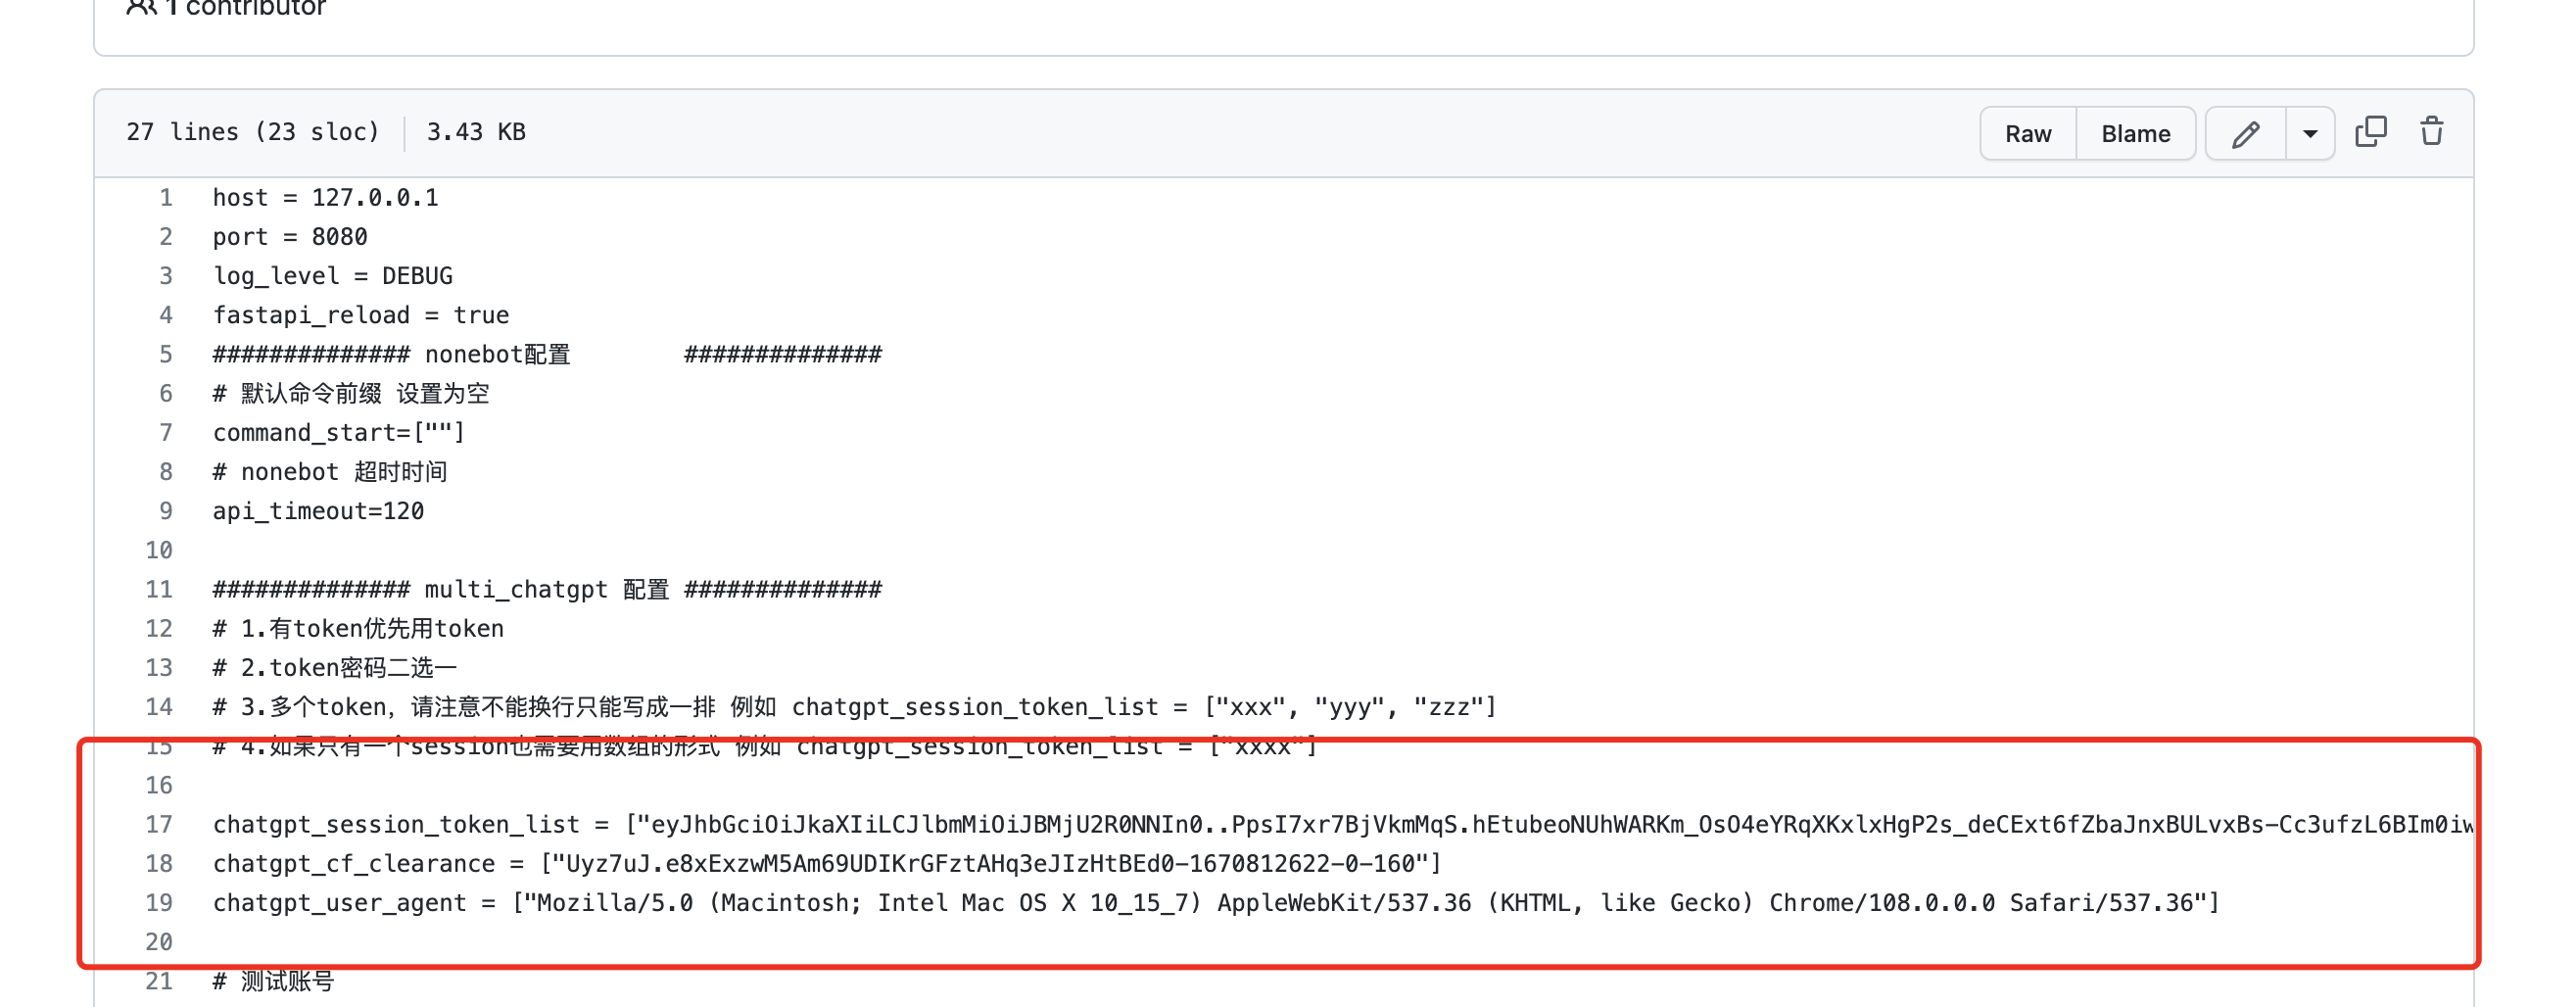 1 contributor
27 lines (23 sloc) 3.43 KB Raw Blame
1 host = 127.0.0.1
2 port = 8080
3 log_level = DEBUG
4 fastapi_reload = true
5 ############## nonebot配置 ##############
6 # 默认命令前缀 设置为空
7 command_start=[""]
8 # nonebot 超时时间
9 api_timeout=120
10
11 ############## multi_chatgpt 配置 ##############
12 # 1.有token优先用token
13 # 2.token密码二选一
14 # 3.多个token，请注意不能换行只能写成一排 例如 chatgpt_session_token_list = ["xxx", "yyy", "zzz"]
15 # 4.如果只有一个session也需要用数组的形式 例如 chatgpt_session_token_list = ["xxxx"]
16
17 chatgpt_session_token_list = ["eyJhbGciOiJkaXIiLCJlbmMiOiJBMjU2R0NNIn0..PpsI7xr7BjVkmMqS.hEtubeoNUhWARKm_OsO4eYRqXKxlxHgP2s_deCExt6fZbaJnxBULvxBs-Cc3ufzL6BIm0iw
18 chatgpt_cf_clearance = ["Uyz7uJ.e8xExzwM5Am69UDIKrGFztAHq3eJIzHtBEd0-1670812622-0-160"]
19 chatgpt_user_agent = ["Mozilla/5.0 (Macintosh; Intel Mac OS X 10_15_7) AppleWebKit/537.36 (KHTML, like Gecko) Chrome/108.0.0.0 Safari/537.36"]
20
21 # 测试账号